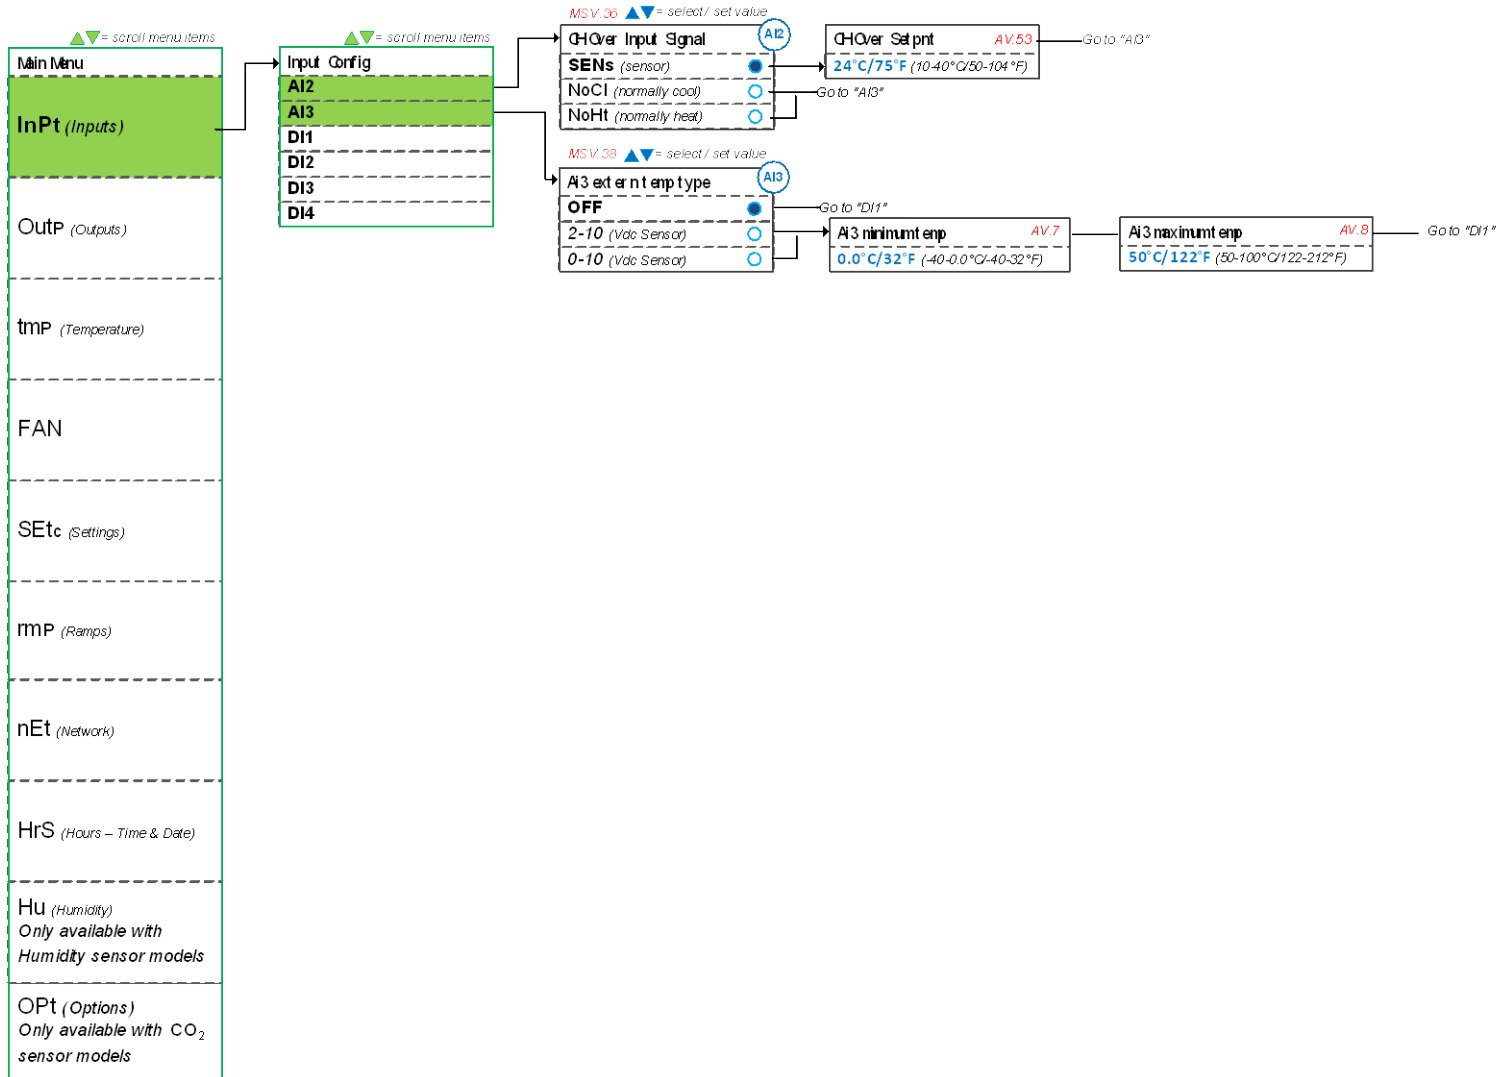 = scroll menu items
Main Menu
InPt (Inputs)
OutP (Outputs)
tmP (Temperature)
FAN
SEtc (Settings)
rmP (Ramps)
nEt (Network)
HrS (Hours – Time & Date)
Hu (Humidity)
Only available with
Humidity sensor models
OPt (Options)
Only available with CO2
sensor models
= scroll menu items
Input Config
AI2
AI3
DI1
DI2
DI3
DI4
MSV.36 = select / set value
CHOver Input Signal AI2
SENs (sensor)
NoCl (normally cool)
NoHt (normally heat)
Go to "AI3"
CHOver Setpnt AV.53
24°C/75°F (10-40°C/50-104°F)
Go to "AI3"
MSV.38 = select / set value
Ai3 extern temp type AI3
OFF
2-10 (Vdc Sensor)
0-10 (Vdc Sensor)
Go to "DI1"
Ai3 minimum temp AV.7
0.0°C/32°F (-40-0.0°C/-40-32°F)
Ai3 maximum temp AV.8
50°C/122°F (50-100°C/122-212°F)
Go to "DI1"